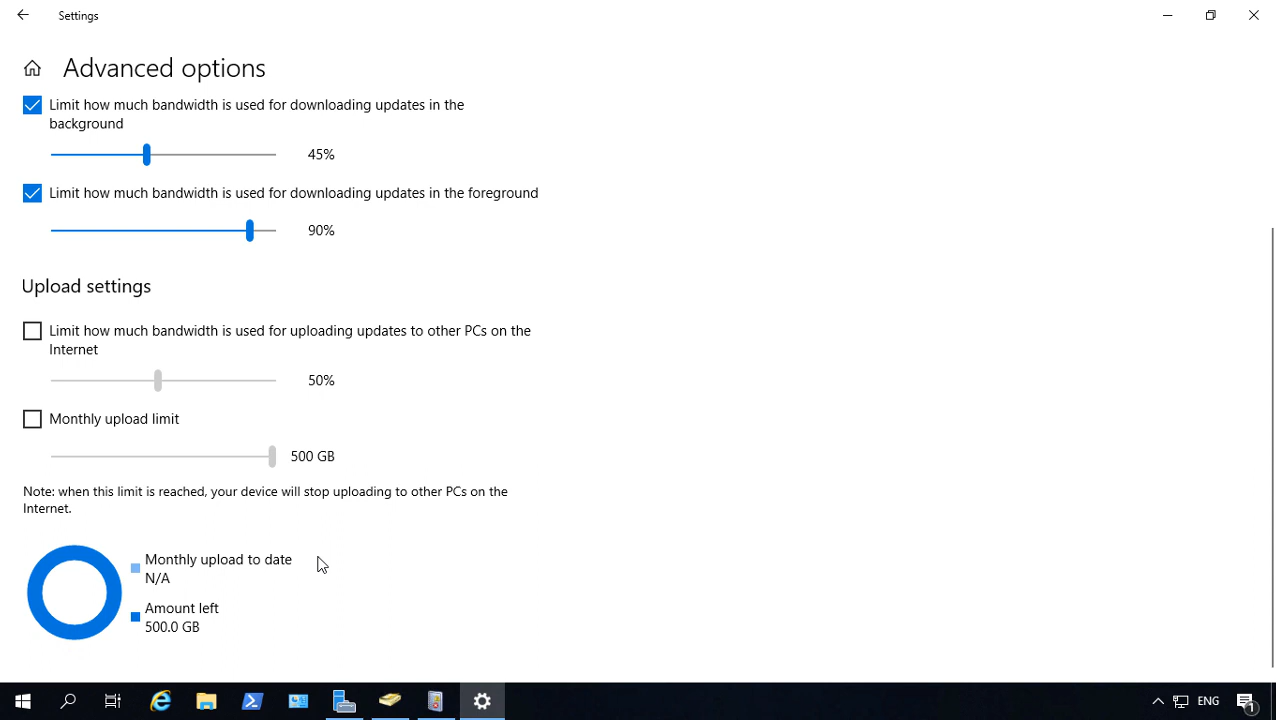 Settings
Advanced options
Limit how much bandwidth is used for downloading updates in the
background
45%
Limit how much bandwidth is used for downloading updates in the foreground
90%
Upload settings
Limit how much bandwidth is used for uploading updates to other PCs on the
Internet
50%
Monthly upload limit
500 GB
Note: when this limit is reached, your device will stop uploading to other PCs on the
Internet.
Monthly upload to date
N/A
Amount left
500.0 GB
ENG
1